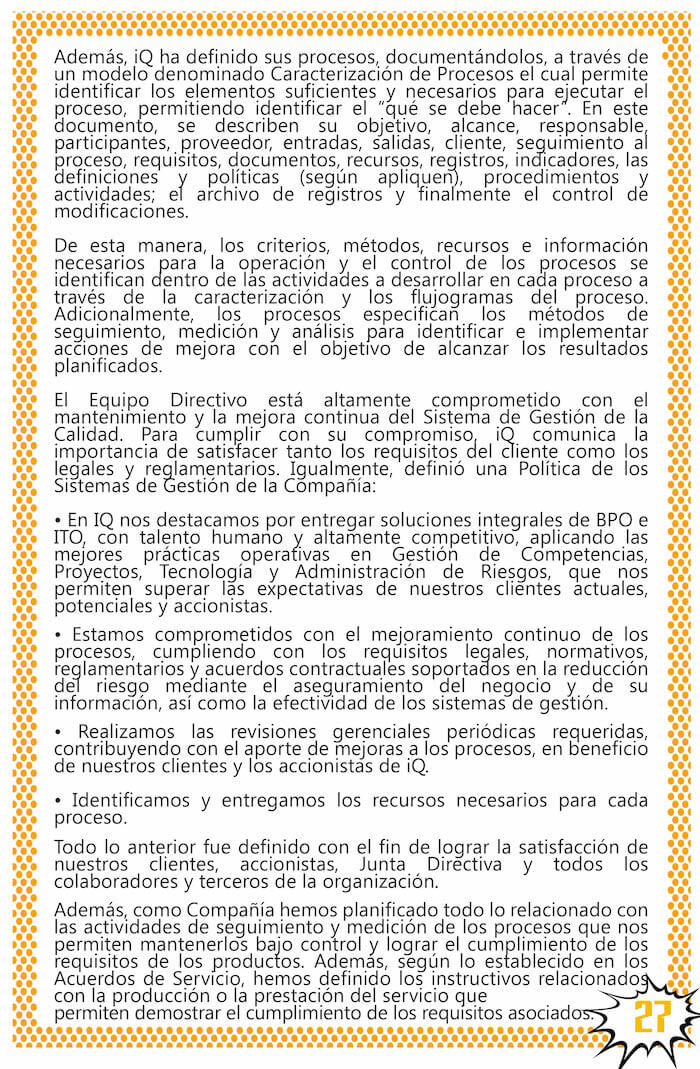 Además, iQ ha definido sus procesos, documentándolos, a través de
un modelo denominado Caracterización de Procesos el cual permite
identificar los elementos suficientes y necesarios para ejecutar el
proceso, permitiendo identificar el “qué se debe hacer”. En este
documento, se describen su objetivo, alcance, responsable,
participantes, proveedor, entradas, salidas, cliente, seguimiento al
proceso, requisitos, documentos, recursos, registros, indicadores, las
definiciones y políticas (según apliquen), procedimientos y
actividades; el archivo de registros y finalmente el control de
modificaciones.
De esta manera, los criterios, métodos, recursos e información
necesarios para la operación y el control de los procesos se
identifican dentro de las actividades a desarrollar en cada proceso a
través de la caracterización y los flujogramas del proceso.
Adicionalmente, los procesos especifican los métodos de
seguimiento, medición y análisis para identificar e implementar
acciones de mejora con el objetivo de alcanzar los resultados
planificados.
El Equipo Directivo está altamente comprometido con el
mantenimiento y la mejora continua del Sistema de Gestión de la
Calidad. Para cumplir con su compromiso, iQ comunica la
importancia de satisfacer tanto los requisitos del cliente como los
legales y reglamentarios. Igualmente, definió una Política de los
Sistemas de Gestión de la Compañía:
• En IQ nos destacamos por entregar soluciones integrales de BPO e
ITO, con talento humano y altamente competitivo, aplicando las
mejores prácticas operativas en Gestión de Competencias,
Proyectos, Tecnología y Administración de Riesgos, que nos
permiten superar las expectativas de nuestros clientes actuales,
potenciales y accionistas.
• Estamos comprometidos con el mejoramiento continuo de los
procesos, cumpliendo con los requisitos legales, normativos,
reglamentarios y acuerdos contractuales soportados en la reducción
del riesgo mediante el aseguramiento del negocio y de su
información, así como la efectividad de los sistemas de gestión.
• Realizamos las revisiones gerenciales periódicas requeridas,
contribuyendo con el aporte de mejoras a los procesos, en beneficio
de nuestros clientes y los accionistas de iQ.
• Identificamos y entregamos los recursos necesarios para cada
proceso.
Todo lo anterior fue definido con el fin de lograr la satisfacción de
nuestros clientes, accionistas, Junta Directiva y todos los
colaboradores y terceros de la organización.
Además, como Compañía hemos planificado todo lo relacionado con
las actividades de seguimiento y medición de los procesos que nos
permiten mantenerlos bajo control y lograr el cumplimiento de los
requisitos de los productos. Además, según lo establecido en los
Acuerdos de Servicio, hemos definido los instructivos relacionados
con la producción o la prestación del servicio que
permiten demostrar el cumplimiento de los requisitos asociados.
27